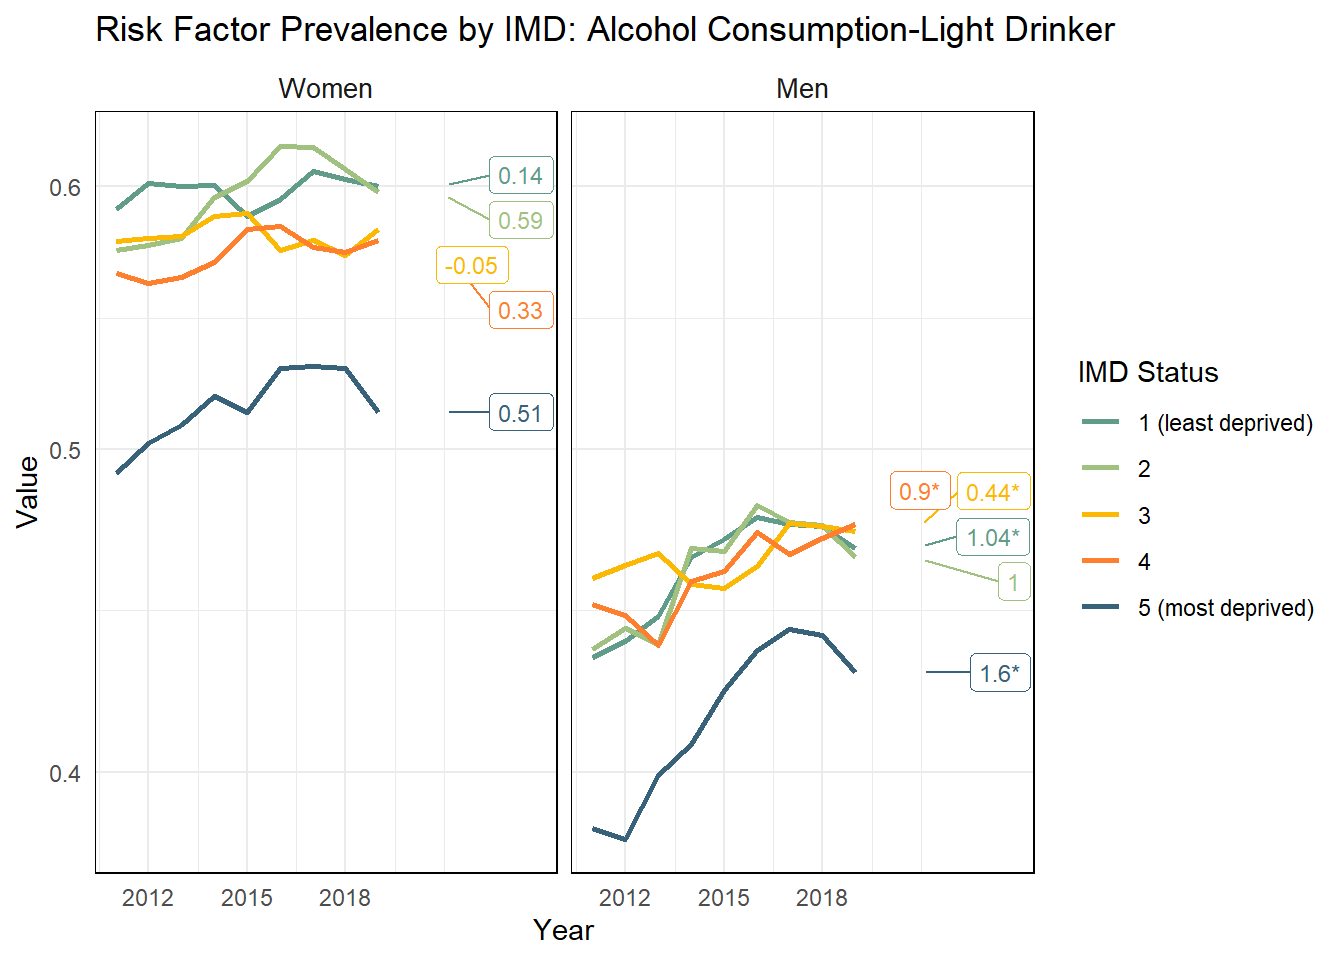 Risk Factor Prevalence by IMD: Alcohol Consumption-Light Drinker
Women
Men
Value
0.6
0.5
0.4
0.14
0.59
-0.05
0.33
0.51
0.9*
0.44*
1.04*
1
1.6*
2012
2015
2018
2012
2015
2018
Year
IMD Status
1 (least deprived)
2
3
4
5 (most deprived)